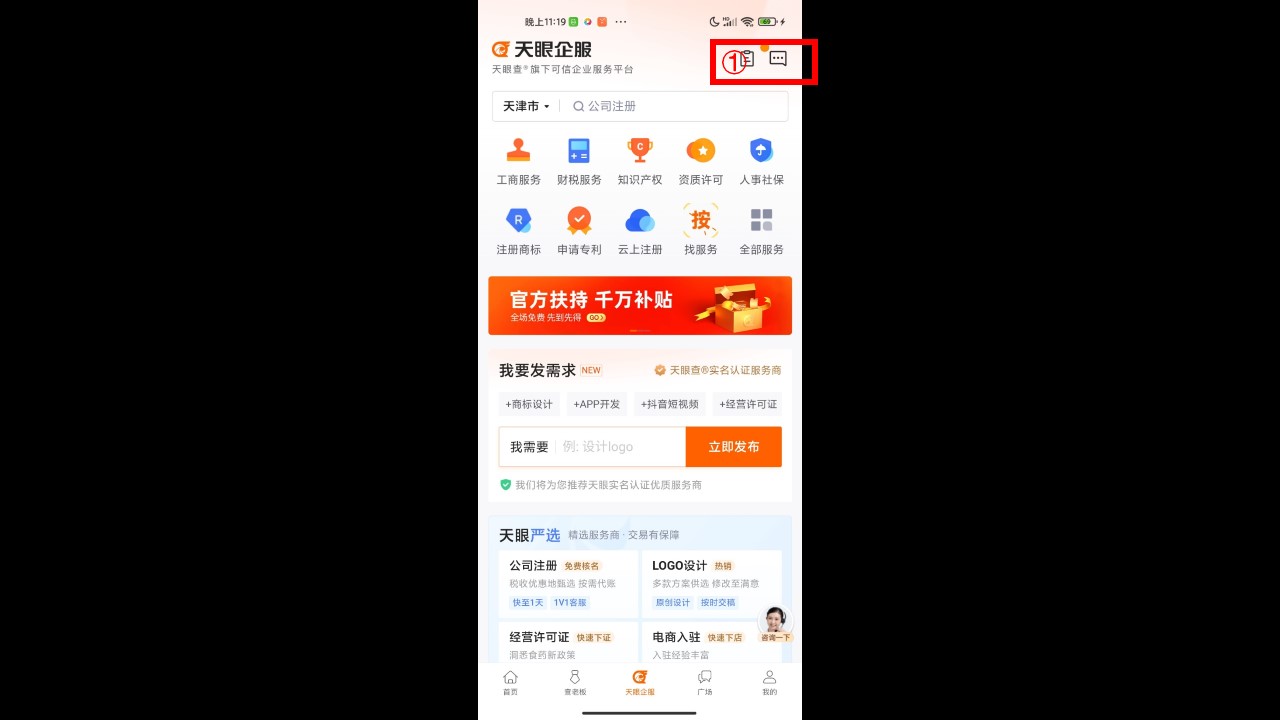 晚上11:19
69
天眼企服
天眼查®旗下可信企业服务平台
①
天津市
公司注册
工商服务 财税服务 知识产权 资质许可 人事社保
按
注册商标 申请专利 云上注册 找服务 全部服务
官方扶持 千万补贴
全场免费 先到先得 GO
我要发需求 NEW 天眼查®实名认证服务商
+商标设计 +APP开发 +抖音短视频 +经营许可证
我需要 例: 设计logo 立即发布
我们将为您推荐天眼实名认证优质服务商
天眼严选 精选服务商·交易有保障
公司注册 免费核名
税收优惠地甄选 按需代账
快至1天 1V1客服
LOGO设计 热销
多款方案供选 修改至满意
原创设计 按时交稿
经营许可证 快速下证
洞悉食药新政策
电商入驻 快速下店
入驻经验丰富
咨询一下
首页 查老板 天眼企服 广场 我的